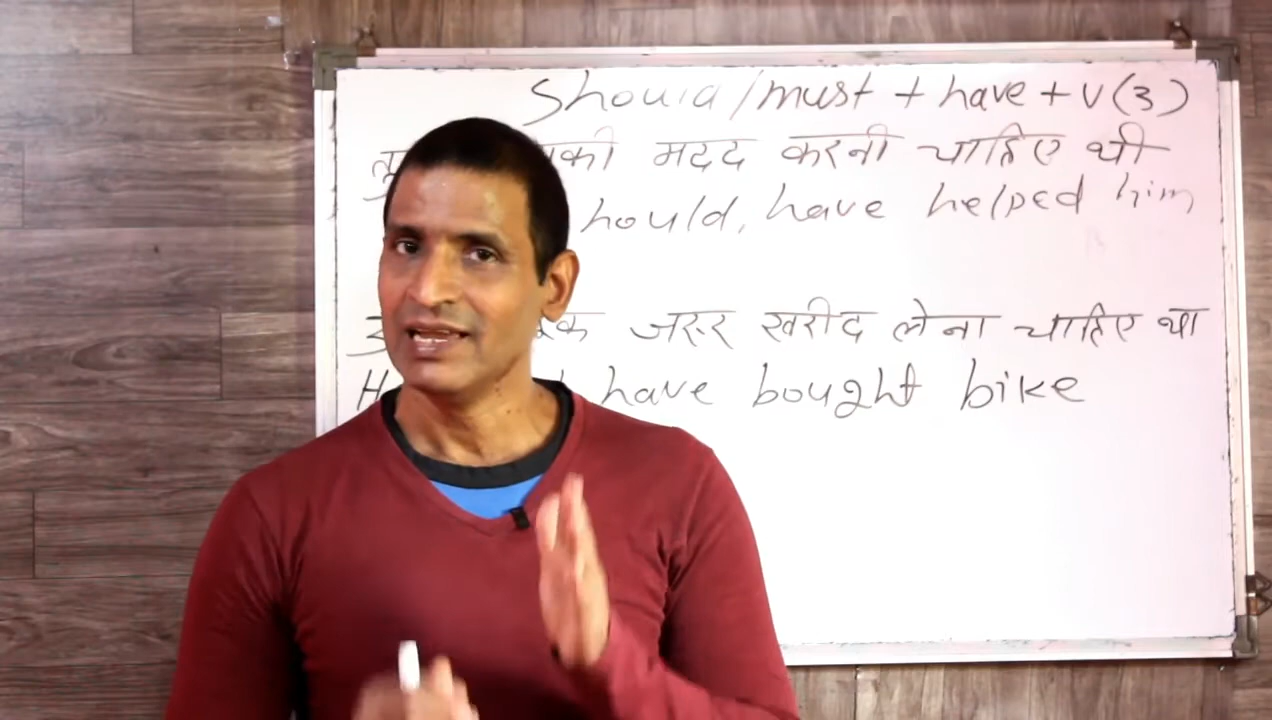 Should/must + have + V(3)
मदद करनी चाहिए थी
hould, have helped him
जरूर खरीद लेना चाहिए था
have bought bike